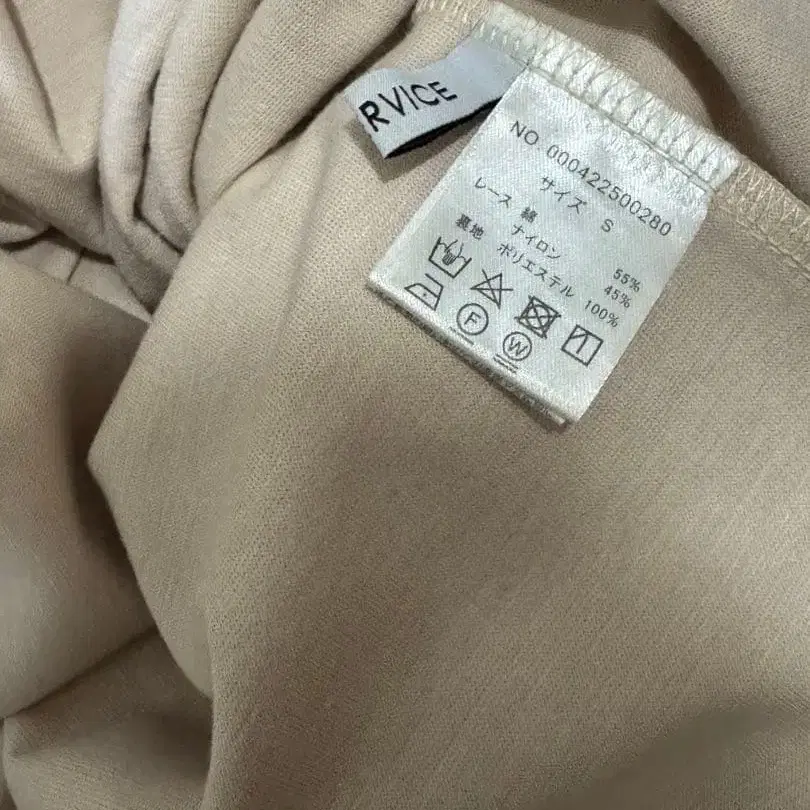 R VICE
NO 000422500280
サイズ S
レース 綿 55%
ナイロン 45%
裏地 ポリエステル 100%
F
W